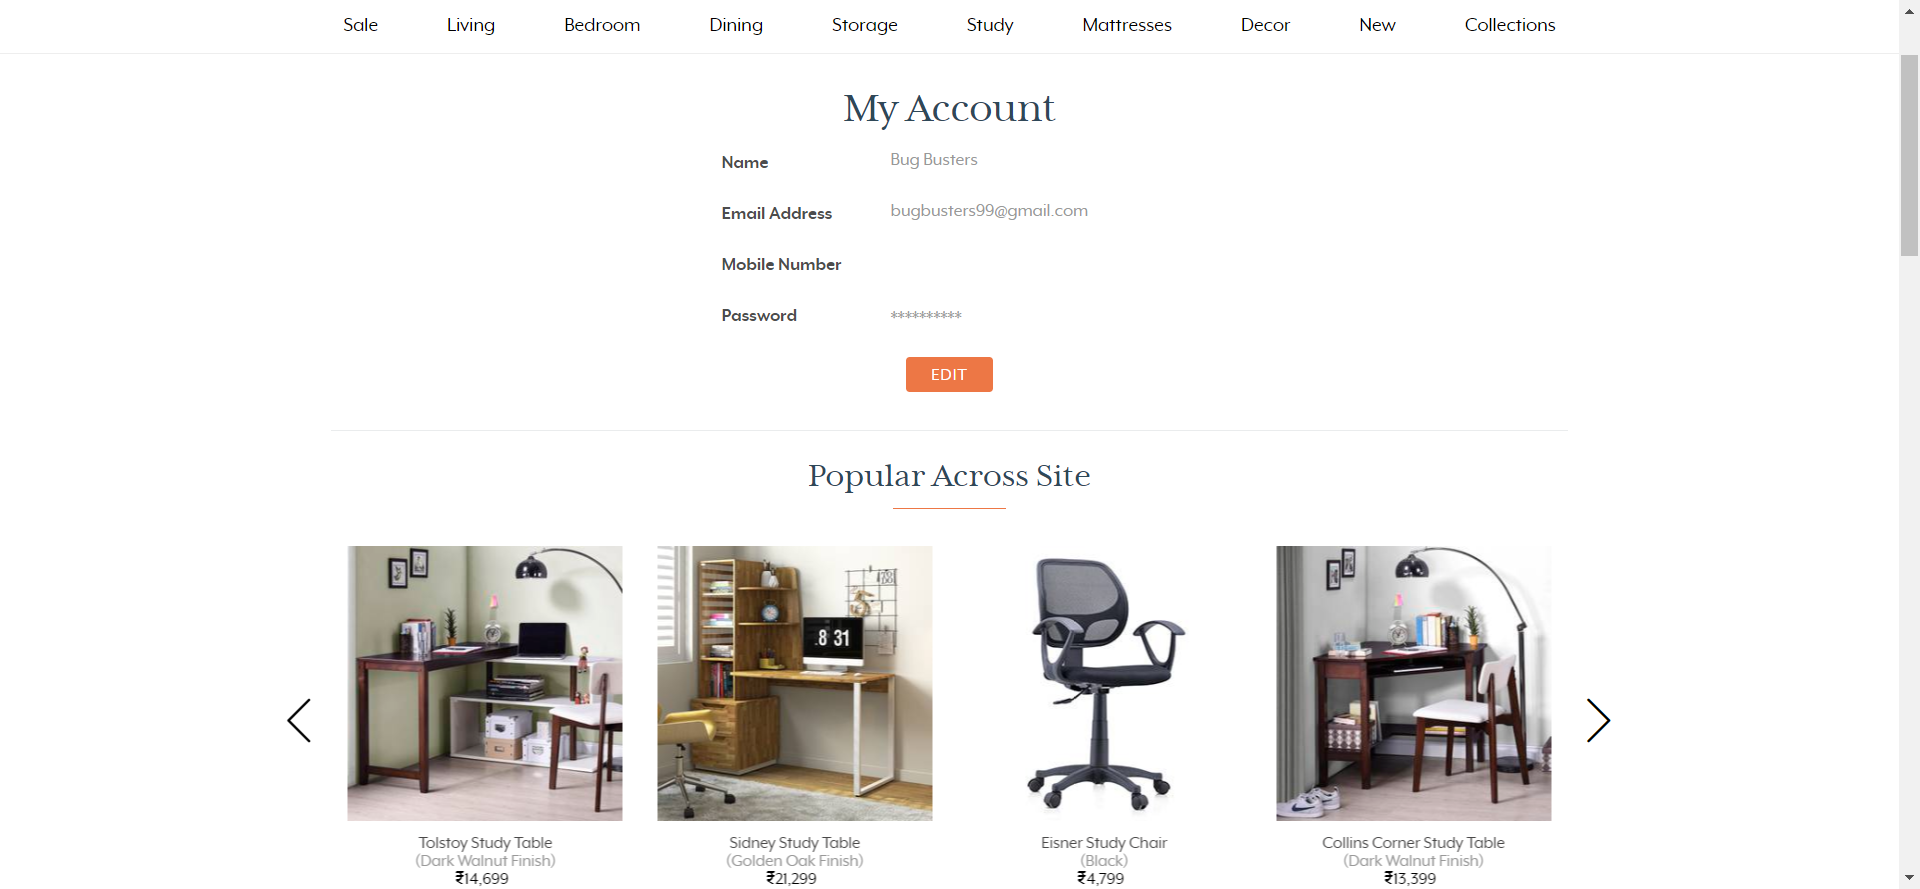 Sale Living Bedroom Dining Storage Study Mattresses Decor New Collections
My Account
Name Bug Busters
Email Address bugbusters99@gmail.com
Mobile Number
Password **********
EDIT
Popular Across Site
8 31
Tolstoy Study Table
(Dark Walnut Finish)
₹14,699
Sidney Study Table
(Golden Oak Finish)
₹21,299
Eisner Study Chair
(Black)
₹4,799
Collins Corner Study Table
(Dark Walnut Finish)
₹13,399